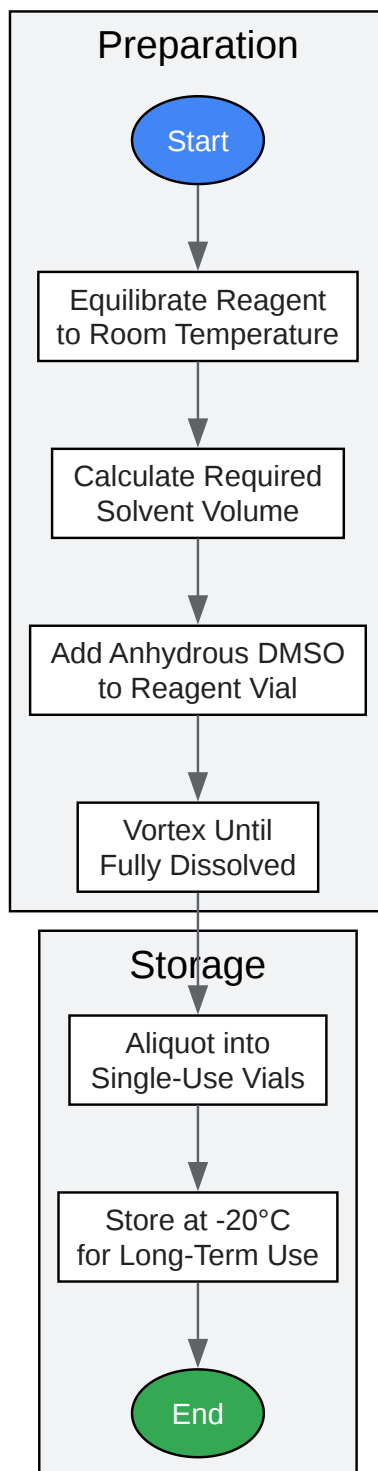 Preparation
Start
Equilibrate Reagent
to Room Temperature
Calculate Required
Solvent Volume
Add Anhydrous DMSO
to Reagent Vial
Vortex Until
Fully Dissolved
Storage
Aliquot into
Single-Use Vials
Store at -20°C
for Long-Term Use
End